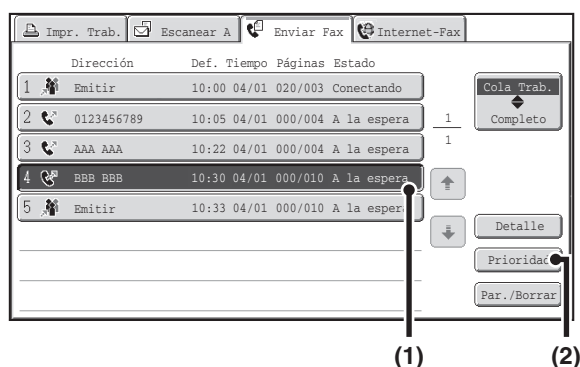 Impr. Trab. Escanear A Enviar Fax Internet-Fax
Dirección Def. Tiempo Páginas Estado
1 Emitir 10:00 04/01 020/003 Conectando
2 0123456789 10:05 04/01 000/004 A la espera
3 AAA AAA 10:22 04/01 000/004 A la espera
4 BBB BBB 10:30 04/01 000/010 A la espera
5 Emitir 10:33 04/01 000/010 A la espera
Cola Trab.
Completo
1
1
Detalle
Prioridad
Par./Borrar
(1) (2)